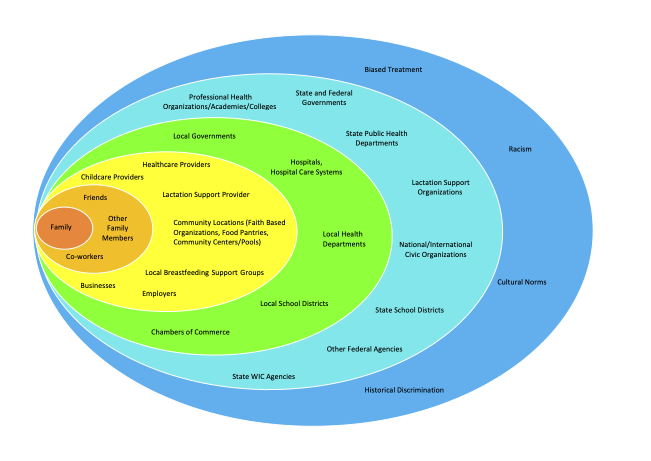 Biased Treatment
Racism
Cultural Norms
Historical Discrimination
Professional Health
Organizations/Academies/Colleges
State and Federal
Governments
State Public Health
Departments
Lactation Support
Organizations
National/International
Civic Organizations
State School Districts
Other Federal Agencies
State WIC Agencies
Local Governments
Hospitals,
Hospital Care Systems
Local Health
Departments
Local School Districts
Chambers of Commerce
Healthcare Providers
Childcare Providers
Lactation Support Provider
Community Locations (Faith Based
Organizations, Food Pantries,
Community Centers/Pools)
Local Breastfeeding Support Groups
Businesses
Employers
Friends
Other
Family
Members
Co-workers
Family